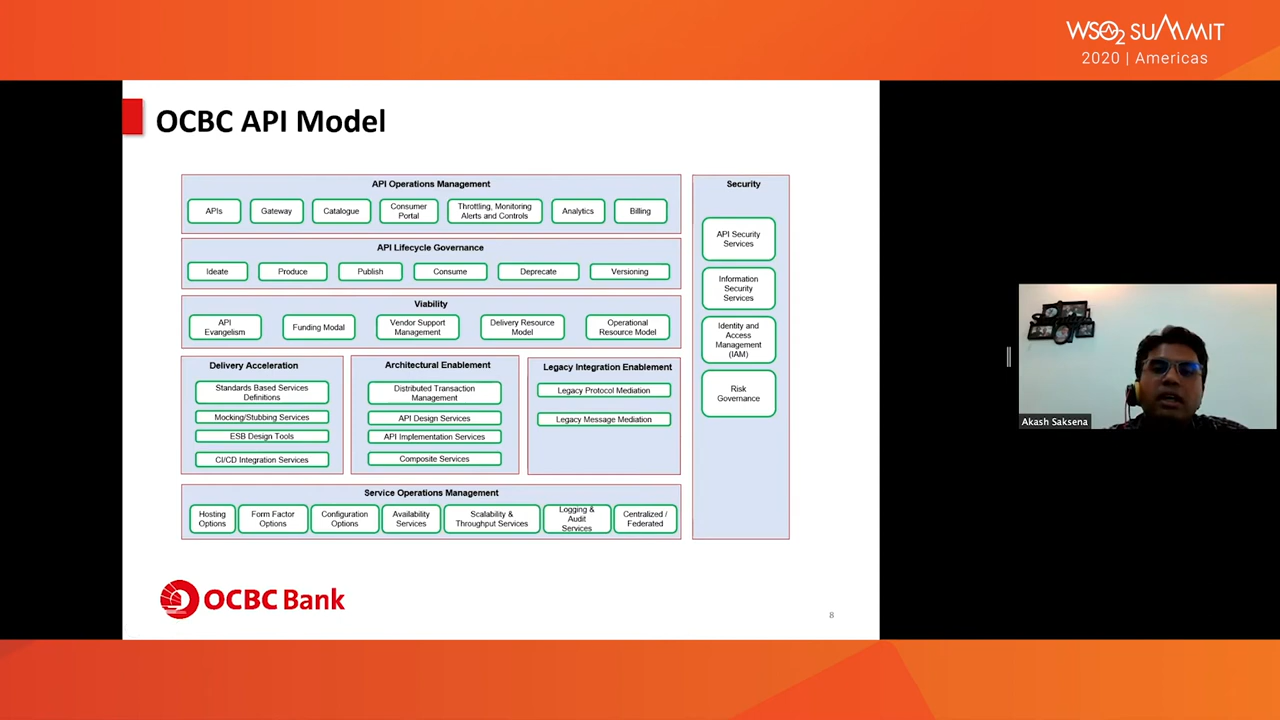 WSO2 SUMMIT
2020 | Americas
OCBC API Model
API Operations Management
APIs
Gateway
Catalogue
Consumer
Portal
Throttling, Monitoring
Alerts and Controls
Analytics
Billing
API Lifecycle Governance
Ideate
Produce
Publish
Consume
Deprecate
Versioning
Viability
API
Evangelism
Funding Modal
Vendor Support
Management
Delivery Resource
Model
Operational
Resource Model
Delivery Acceleration
Standards Based Services
Definitions
Mocking/Stubbing Services
ESB Design Tools
CI/CD Integration Services
Architectural Enablement
Distributed Transaction
Management
API Design Services
API Implementation Services
Composite Services
Legacy Integration Enablement
Legacy Protocol Mediation
Legacy Message Mediation
Service Operations Management
Hosting
Options
Form Factor
Options
Configuration
Options
Availability
Services
Scalability &
Throughput Services
Logging &
Audit
Services
Centralized /
Federated
Security
API Security
Services
Information
Security
Services
Identity and
Access
Management
(IAM)
Risk
Governance
OCBC Bank
8
Akash Saksena